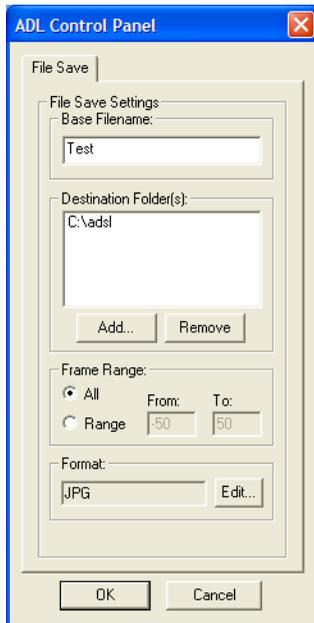 ADL Control Panel
File Save
File Save Settings
Base Filename:
Test
Destination Folder(s):
C:\adsl
Add... Remove
Frame Range:
All From: To:
Range -50 50
Format:
JPG Edit...
OK Cancel